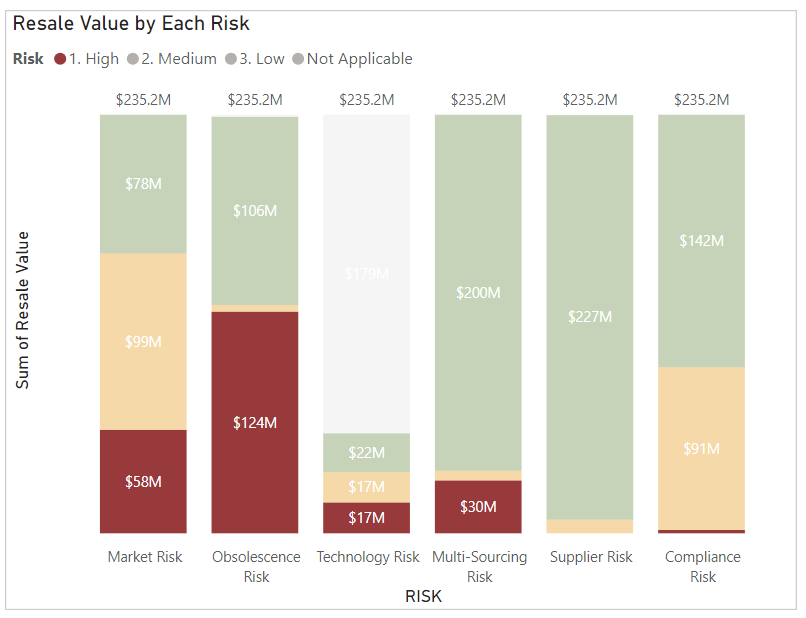 Resale Value by Each Risk
Risk 1. High 2. Medium 3. Low Not Applicable
$235.2M $235.2M $235.2M $235.2M $235.2M $235.2M
$78M
$106M
$142M
$179M
$200M
$227M
$99M
$124M
$91M
$22M
$17M
$58M
$30M
$17M
Sum of Resale Value
Market Risk
Obsolescence Risk
Technology Risk
Multi-Sourcing Risk
Supplier Risk
Compliance Risk
RISK